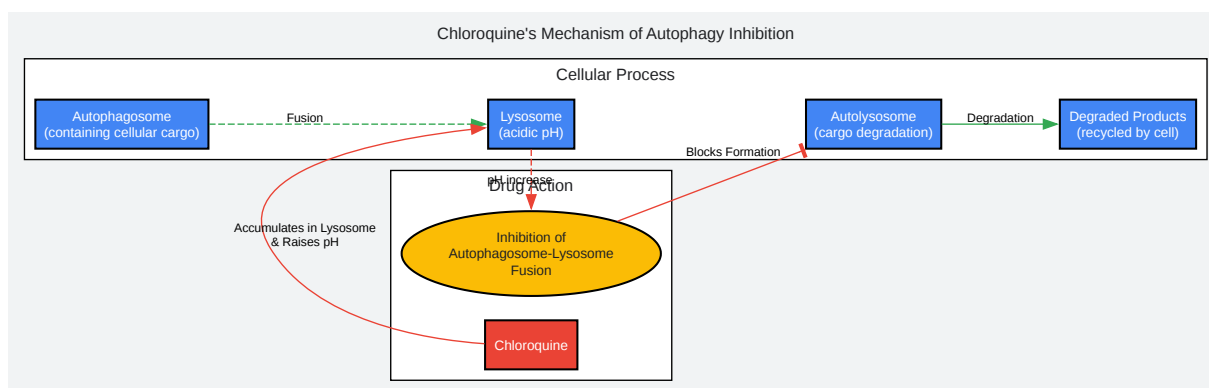 Chloroquine's Mechanism of Autophagy Inhibition
Cellular Process
Autophagosome
(containing cellular cargo)
Fusion
Lysosome
(acidic pH)
Autolysosome
(cargo degradation)
Degradation
Degraded Products
(recycled by cell)
Blocks Formation
pH increase
Drug Action
Accumulates in Lysosome
& Raises pH
Inhibition of
Autophagosome-Lysosome
Fusion
Chloroquine